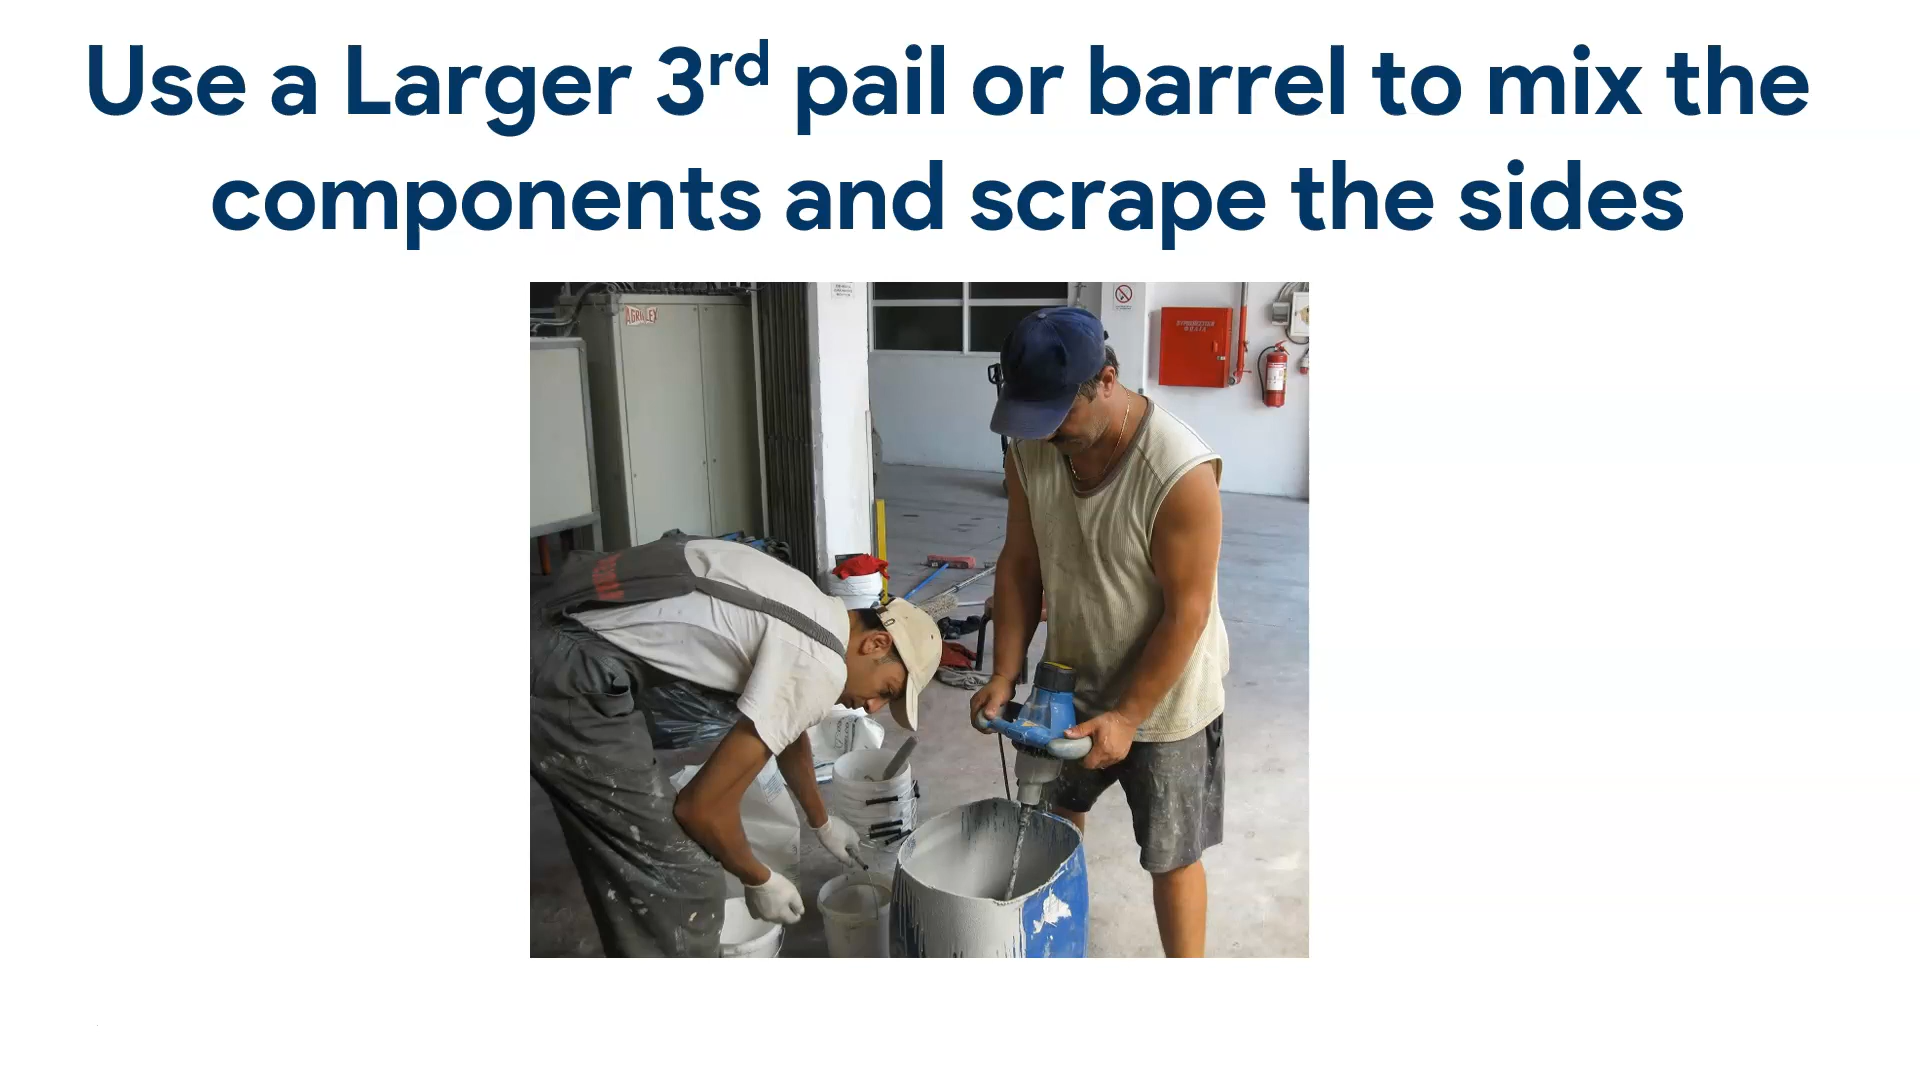 Use a Larger 3rd pail or barrel to mix the
components and scrape the sides